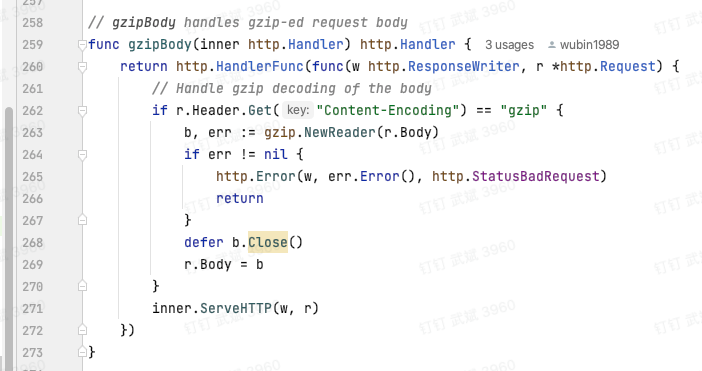 257
258 // gzipBody handles gzip-ed request body
259 func gzipBody(inner http.Handler) http.Handler { 3 usages wubin1989
260 return http.HandlerFunc(func(w http.ResponseWriter, r *http.Request) {
261 // Handle gzip decoding of the body
262 if r.Header.Get( key: "Content-Encoding") == "gzip" {
263 b, err := gzip.NewReader(r.Body)
264 if err != nil {
265 http.Error(w, err.Error(), http.StatusBadRequest)
266 return
267 }
268 defer b.Close()
269 r.Body = b
270 }
271 inner.ServeHTTP(w, r)
272 })
273 }
钉钉 武斌 3960